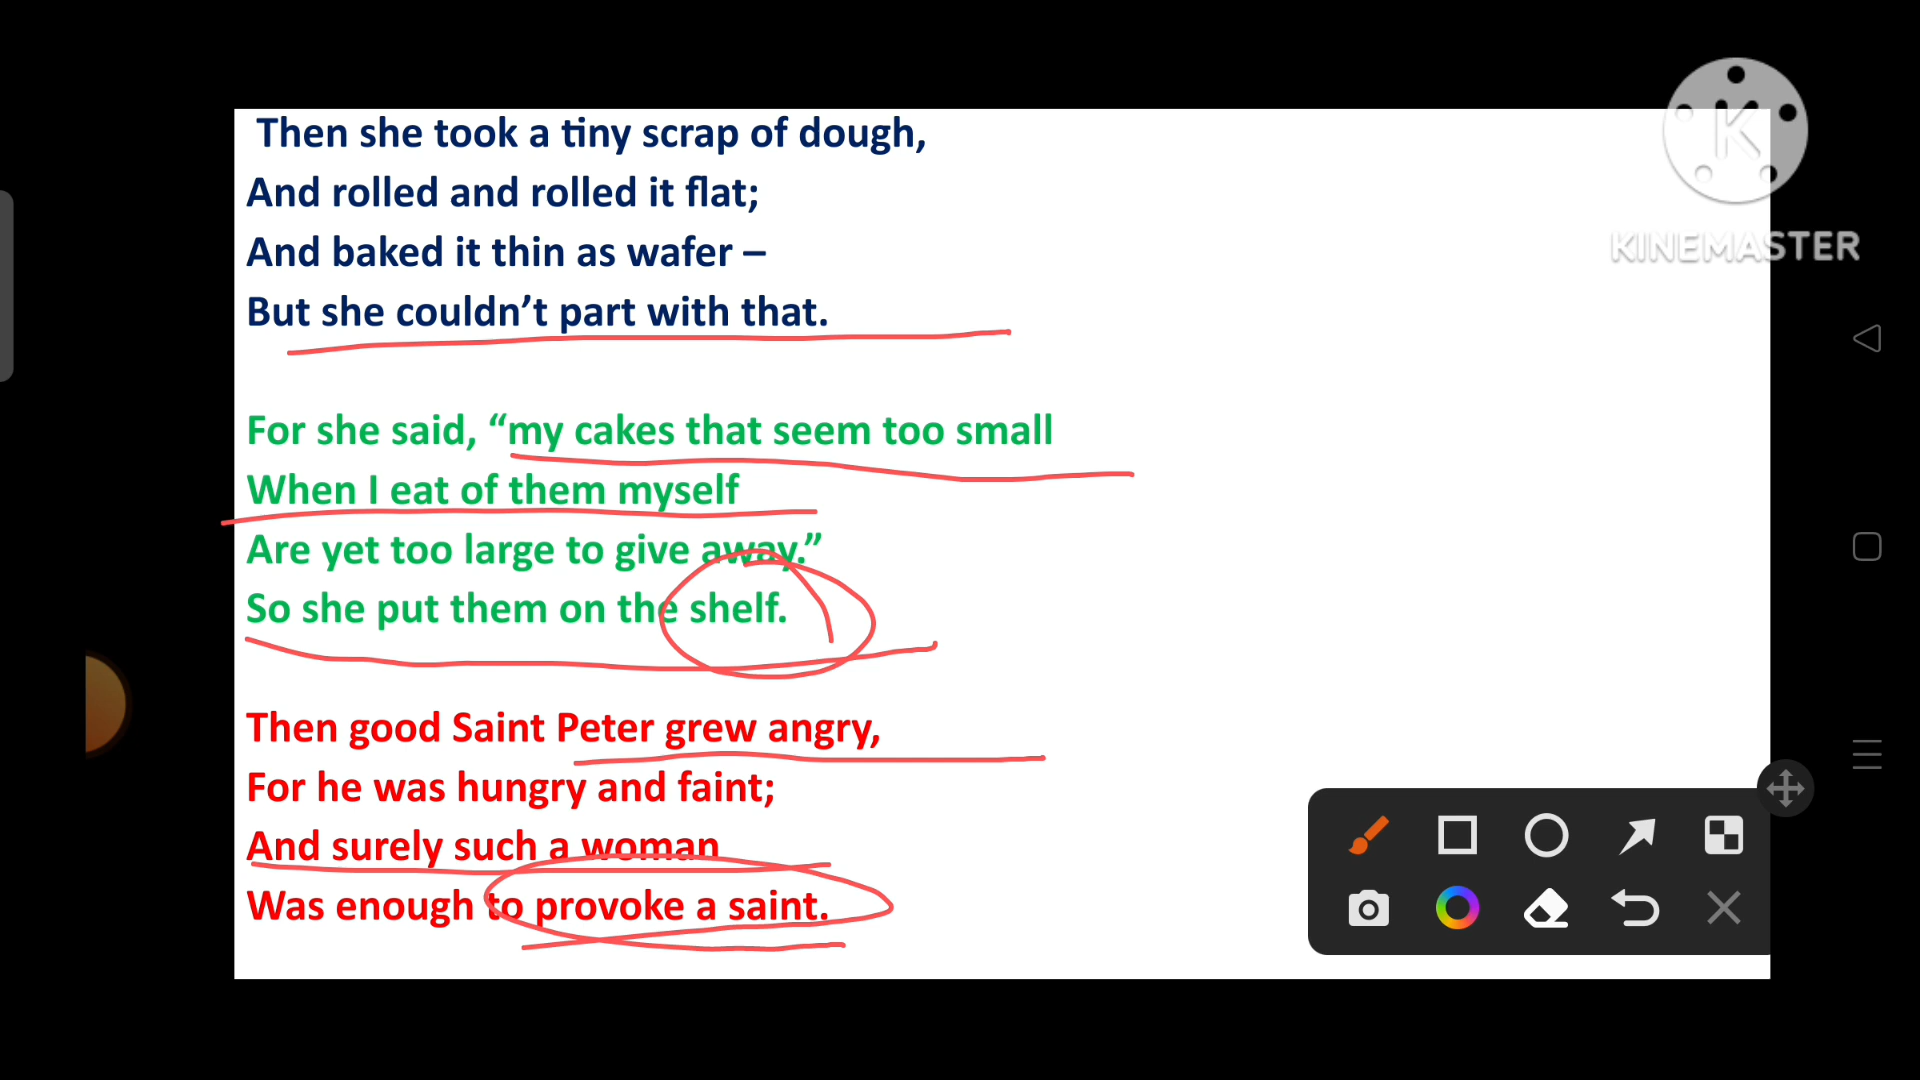 Then she took a tiny scrap of dough,
And rolled and rolled it flat;
And baked it thin as wafer –
But she couldn’t part with that.
For she said, “my cakes that seem too small
When I eat of them myself
Are yet too large to give away.”
So she put them on the shelf.
Then good Saint Peter grew angry,
For he was hungry and faint;
And surely such a woman
Was enough to provoke a saint.
K
KINEMASTER